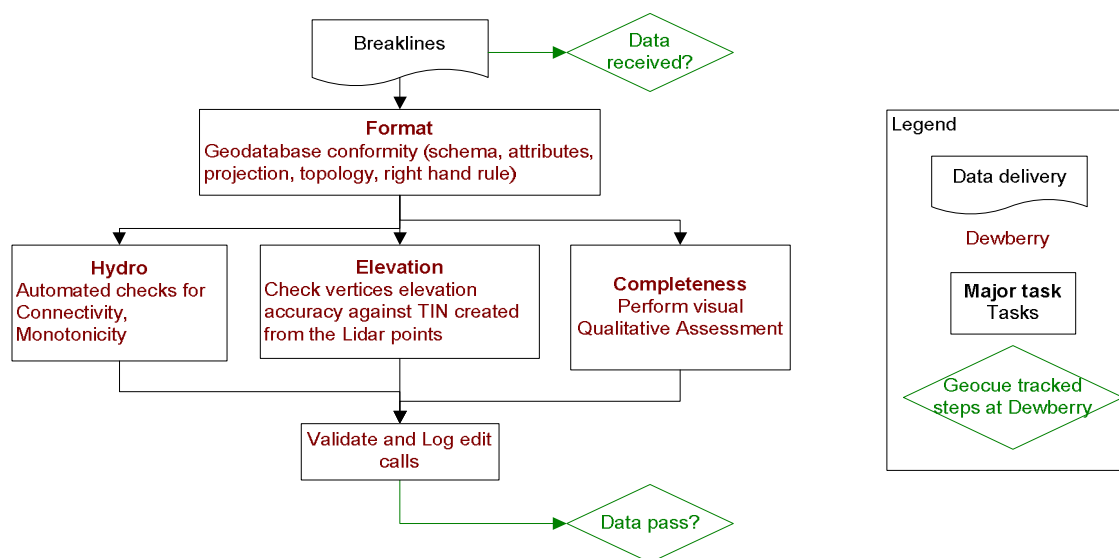 Breaklines
Data
received?
Format
Geodatabase conformity (schema, attributes,
projection, topology, right hand rule)
Hydro
Automated checks for
Connectivity,
Monotonicity
Elevation
Check vertices elevation
accuracy against TIN created
from the Lidar points
Completeness
Perform visual
Qualitative Assessment
Validate and Log edit
calls
Data pass?
Legend
Data delivery
Dewberry
Major task
Tasks
Geocue tracked
steps at Dewberry